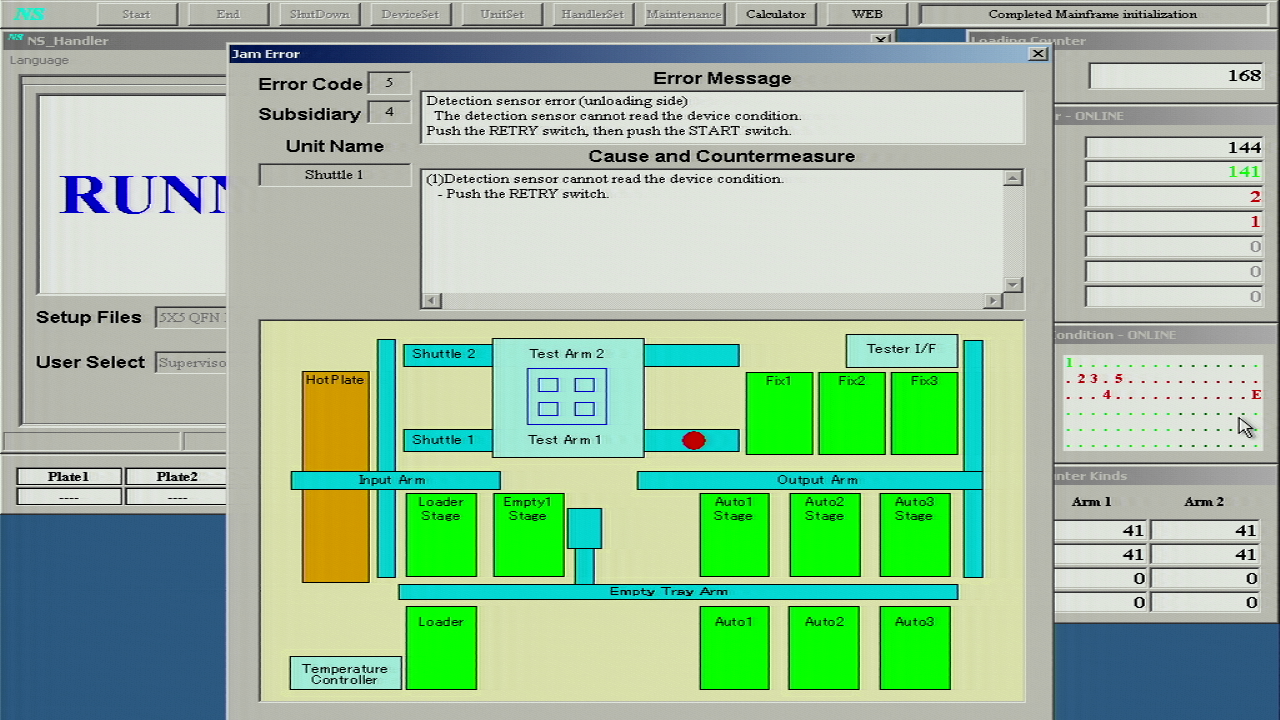 NS
Start
End
ShutDown
DeviceSet
UnitSet
HandlerSet
Maintenance
Calculator
WEB
Completed Mainframe initialization
NS NS_Handler
Language
Loading Counter
168
Jam Error
Error Code 5
Subsidiary 4
Unit Name
Shuttle 1
Error Message
Detection sensor error (unloading side)
The detection sensor cannot read the device condition.
Push the RETRY switch, then push the START switch.
Cause and Countermeasure
(1)Detection sensor cannot read the device condition.
- Push the RETRY switch.
- ONLINE
144
141
2
1
0
0
0
RUNN
Setup Files 5X5 QFN
User Select Superviso
Plate1 Plate2
---- ----
Shuttle 2
Test Arm 2
Tester I/F
HotPlate
Fix1
Fix2
Fix3
Shuttle 1
Test Arm 1
Input Arm
Output Arm
Loader
Stage
Empty1
Stage
Auto1
Stage
Auto2
Stage
Auto3
Stage
Empty Tray Arm
Loader
Auto1
Auto2
Auto3
Temperature
Controller
ondition - ONLINE
1 . . . . . . . . . . . . . . .
. 2 3 . 5 . . . . . . . . . . .
. . . 4 . . . . . . . . . . . E
unter Kinds
Arm 1 Arm 2
41 41
41 41
0 0
0 0